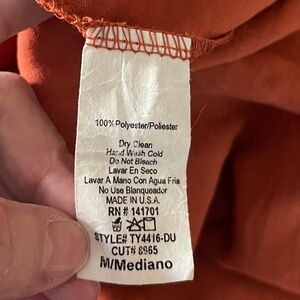 100% Polyester/Poliester
Dry Clean
Hand Wash Cold
Do Not Bleach
Lavar En Seco
Lavar A Mano Con Agua Fria
No Use Blanqueador
MADE IN U.S.A.
RN # 141701
STYLE# TY4416-DU
CUT# 8965
M/Mediano